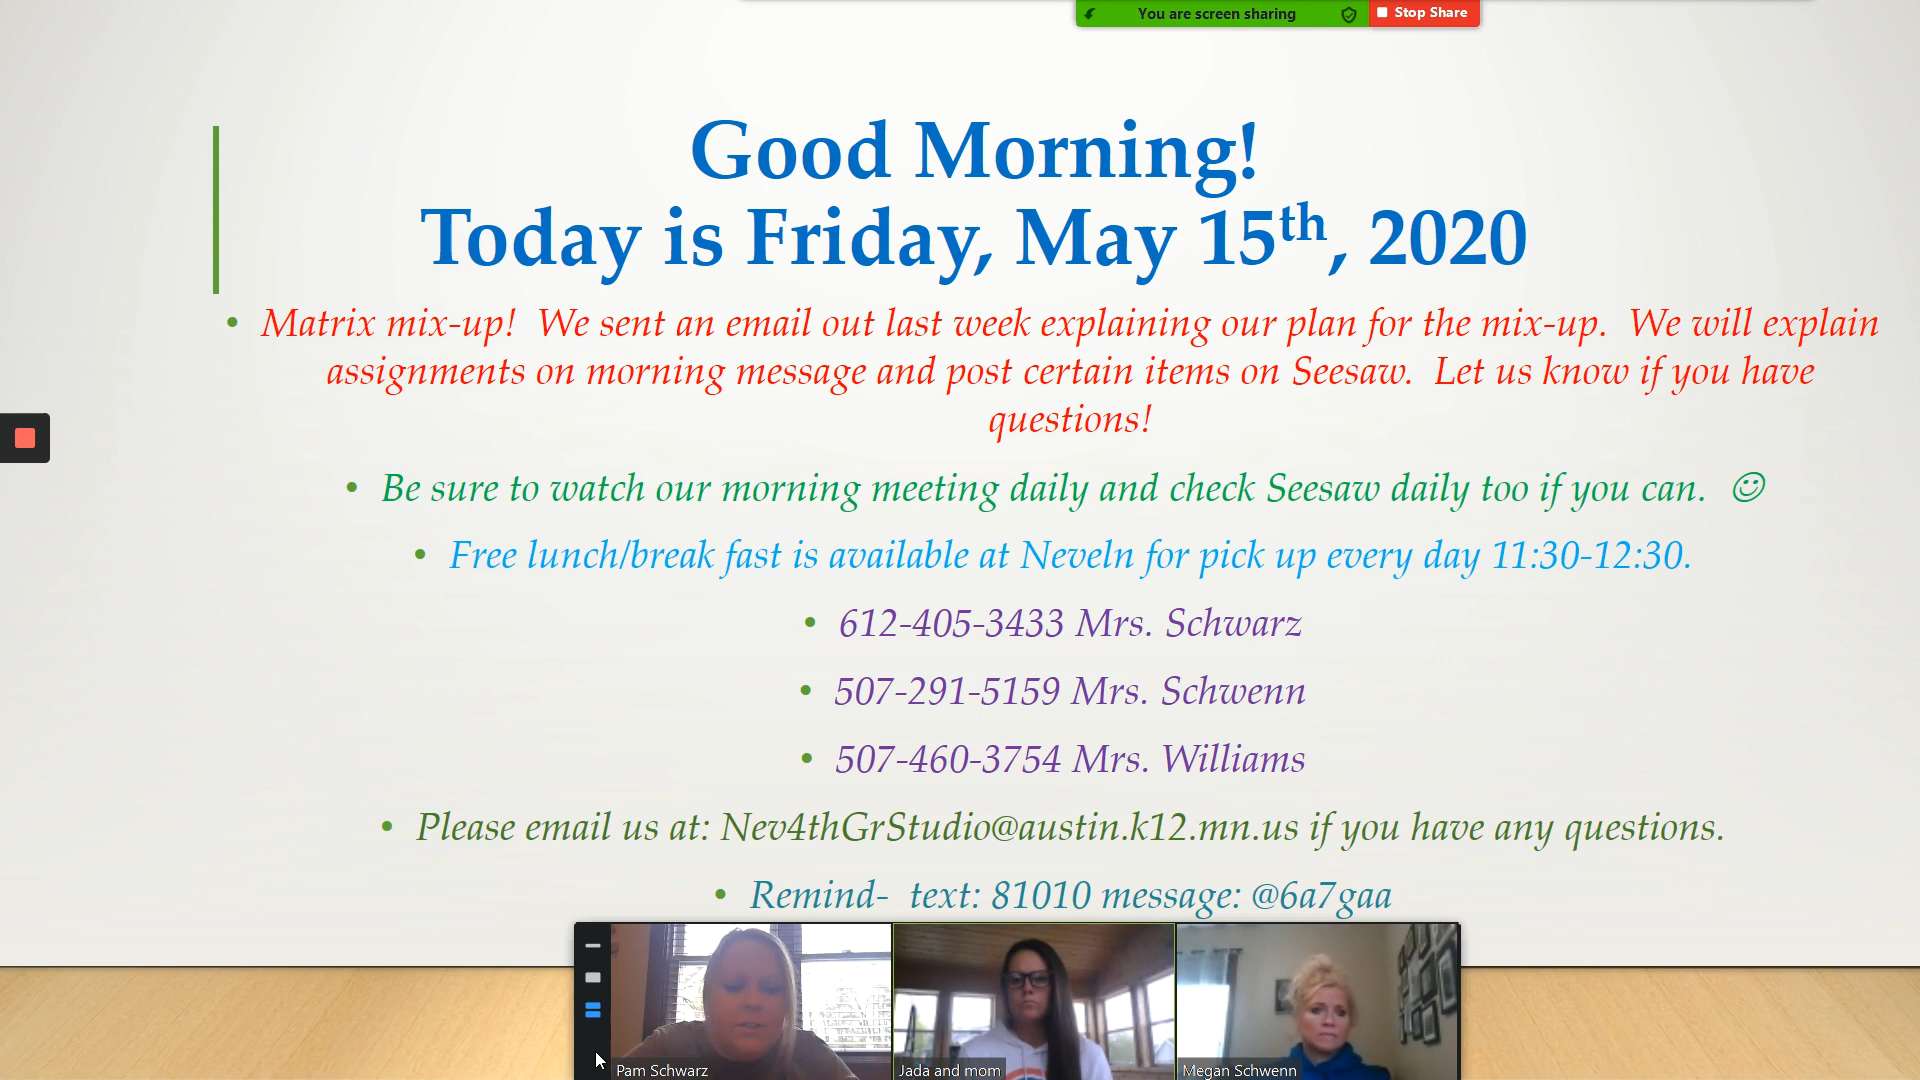 You are screen sharing
Stop Share
Good Morning!
Today is Friday, May 15th, 2020
• Matrix mix-up!  We sent an email out last week explaining our plan for the mix-up.  We will explain
assignments on morning message and post certain items on Seesaw.  Let us know if you have
questions!
• Be sure to watch our morning meeting daily and check Seesaw daily too if you can.  ☺
• Free lunch/break fast is available at Neveln for pick up every day 11:30-12:30.
• 612-405-3433 Mrs. Schwarz
• 507-291-5159 Mrs. Schwenn
• 507-460-3754 Mrs. Williams
• Please email us at: Nev4thGrStudio@austin.k12.mn.us if you have any questions.
• Remind-  text: 81010 message: @6a7gaa
Pam Schwarz
Jada and mom
Megan Schwenn